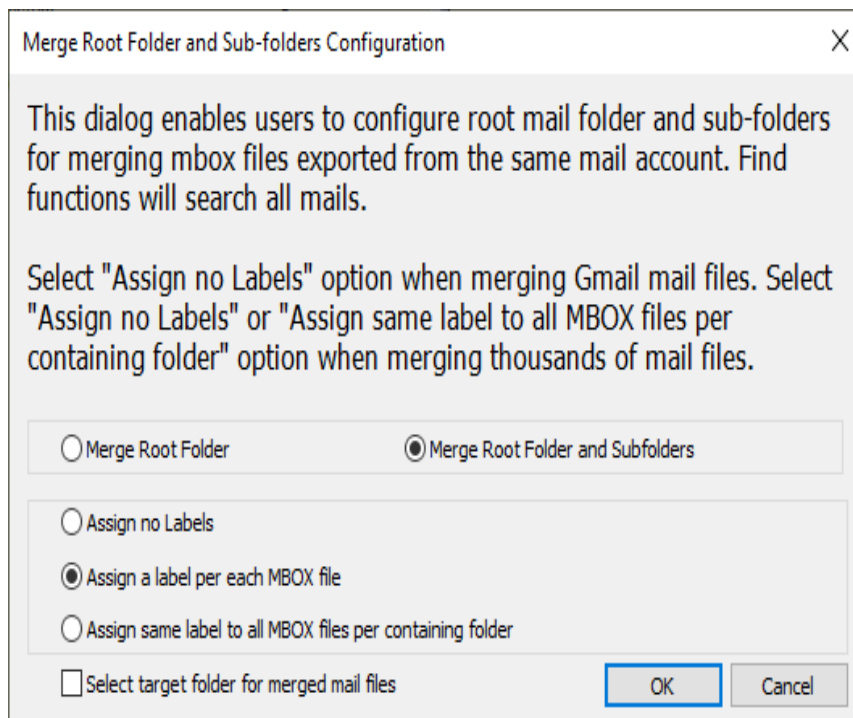 Merge Root Folder and Sub-folders Configuration
This dialog enables users to configure root mail folder and sub-folders
for merging mbox files exported from the same mail account. Find
functions will search all mails.
Select "Assign no Labels" option when merging Gmail mail files. Select
"Assign no Labels" or "Assign same label to all MBOX files per
containing folder" option when merging thousands of mail files.
Merge Root Folder
Merge Root Folder and Subfolders
Assign no Labels
Assign a label per each MBOX file
Assign same label to all MBOX files per containing folder
Select target folder for merged mail files
OK
Cancel